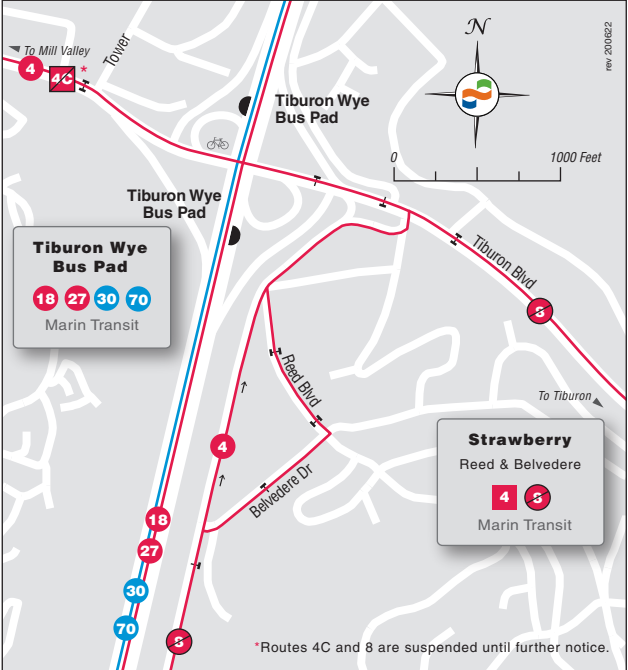 To Mill Valley
4
4C
*
Tower
N
rev 200622
Tiburon Wye
Bus Pad
0
1000 Feet
Tiburon Wye
Bus Pad
Tiburon Wye
Bus Pad
18 27 30 70
Marin Transit
Tiburon Blvd
8
To Tiburon
Reed Blvd
4
Belvedere Dr
Strawberry
Reed & Belvedere
4 8
Marin Transit
18
27
30
70
8
*Routes 4C and 8 are suspended until further notice.